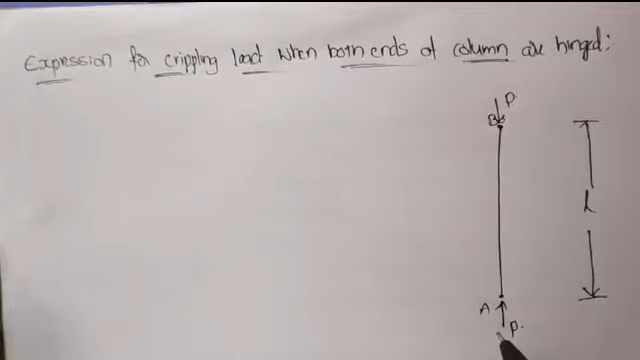 Expression for crippling load when both ends of column are hinged:
P
B
l
A
P.